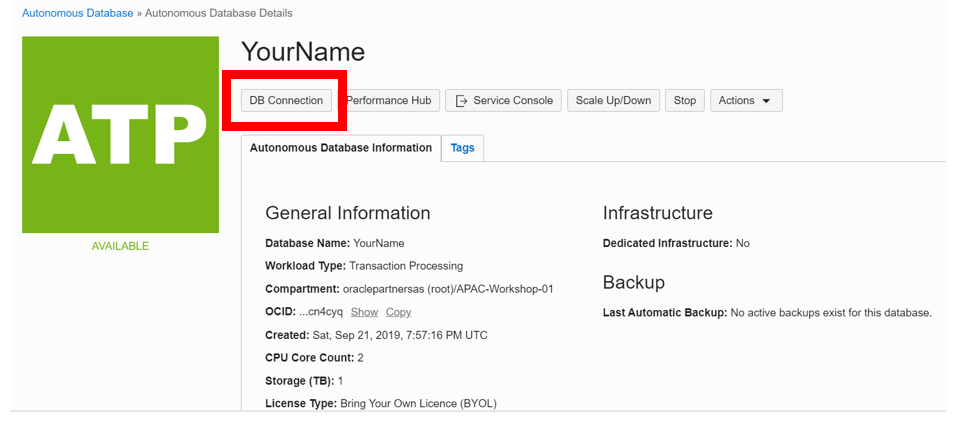 Autonomous Database » Autonomous Database Details
ATP
AVAILABLE
YourName
DB Connection
Performance Hub
Service Console
Scale Up/Down
Stop
Actions
Autonomous Database Information
Tags
General Information
Database Name: YourName
Workload Type: Transaction Processing
Compartment: oraclepartnersas (root)/APAC-Workshop-01
OCID: ...cn4cyq Show Copy
Created: Sat, Sep 21, 2019, 7:57:16 PM UTC
CPU Core Count: 2
Storage (TB): 1
License Type: Bring Your Own Licence (BYOL)
Infrastructure
Dedicated Infrastructure: No
Backup
Last Automatic Backup: No active backups exist for this database.